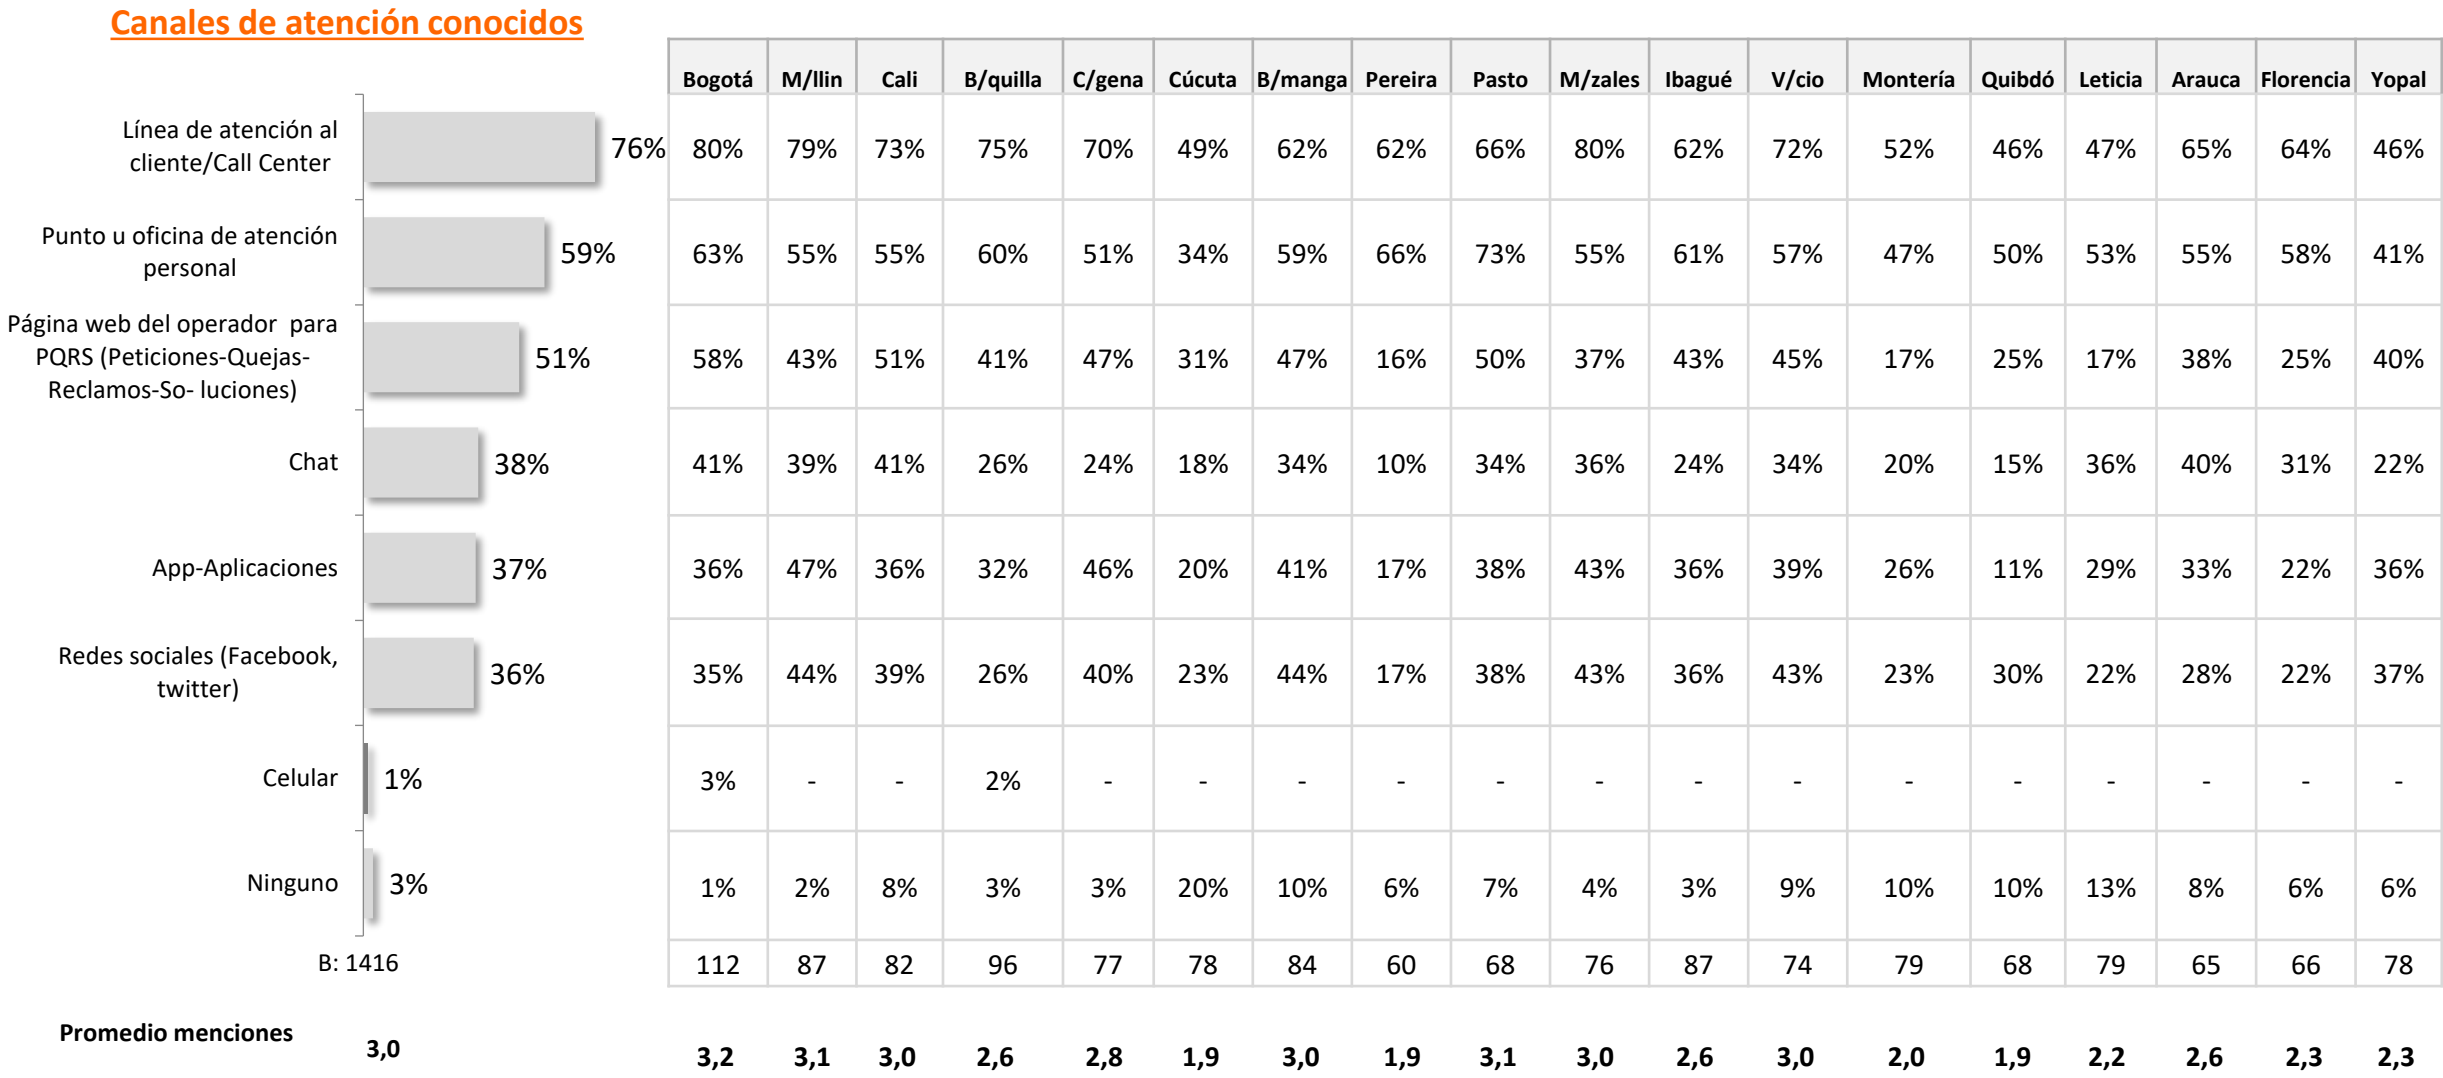 Canales de atención conocidos
Bogotá M/llin Cali B/quilla C/gena Cúcuta B/manga Pereira Pasto M/zales Ibagué V/cio Montería Quibdó Leticia Arauca Florencia Yopal
Línea de atención al
cliente/Call Center
76% 80% 79% 73% 75% 70% 49% 62% 62% 66% 80% 62% 72% 52% 46% 47% 65% 64% 46%
Punto u oficina de atención
personal
59% 63% 55% 55% 60% 51% 34% 59% 66% 73% 55% 61% 57% 47% 50% 53% 55% 58% 41%
Página web del operador para
PQRS (Peticiones-Quejas-
Reclamos-So- luciones)
51% 58% 43% 51% 41% 47% 31% 47% 16% 50% 37% 43% 45% 17% 25% 17% 38% 25% 40%
Chat 38% 41% 39% 41% 26% 24% 18% 34% 10% 34% 36% 24% 34% 20% 15% 36% 40% 31% 22%
App-Aplicaciones 37% 36% 47% 36% 32% 46% 20% 41% 17% 38% 43% 36% 39% 26% 11% 29% 33% 22% 36%
Redes sociales (Facebook,
twitter)
36% 35% 44% 39% 26% 40% 23% 44% 17% 38% 43% 36% 43% 23% 30% 22% 28% 22% 37%
Celular 1% 3% - - 2% - - - - - - - - - - - - - -
Ninguno 3% 1% 2% 8% 3% 3% 20% 10% 6% 7% 4% 3% 9% 10% 10% 13% 8% 6% 6%
B: 1416 112 87 82 96 77 78 84 60 68 76 87 74 79 68 79 65 66 78
Promedio menciones 3,0 3,2 3,1 3,0 2,6 2,8 1,9 3,0 1,9 3,1 3,0 2,6 3,0 2,0 1,9 2,2 2,6 2,3 2,3